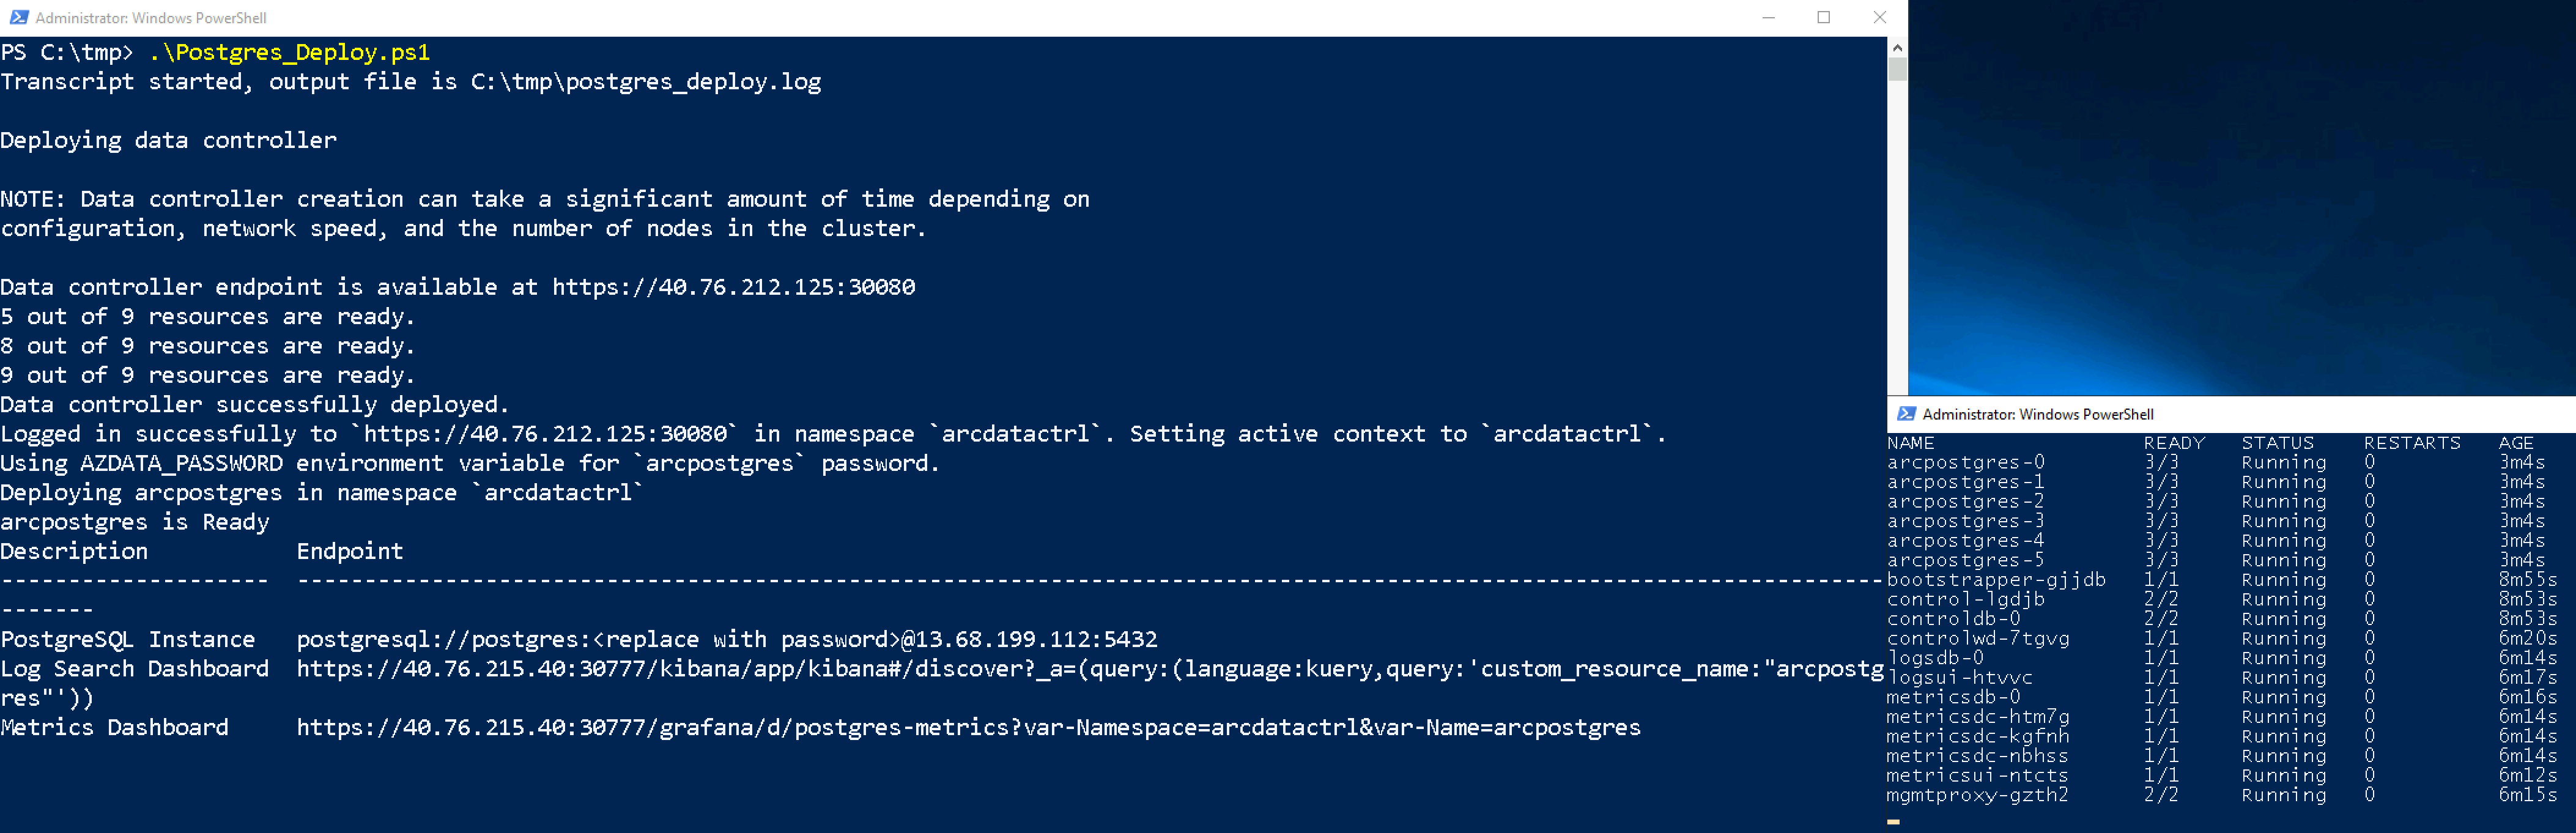 Administrator: Windows PowerShell
PS C:\tmp> .\Postgres_Deploy.ps1
Transcript started, output file is C:\tmp\postgres_deploy.log
Deploying data controller
NOTE: Data controller creation can take a significant amount of time depending on
configuration, network speed, and the number of nodes in the cluster.
Data controller endpoint is available at https://40.76.212.125:30080
5 out of 9 resources are ready.
8 out of 9 resources are ready.
9 out of 9 resources are ready.
Data controller successfully deployed.
Logged in successfully to `https://40.76.212.125:30080` in namespace `arcdatactrl`. Setting active context to `arcdatactrl`.
Using AZDATA_PASSWORD environment variable for `arcpostgres` password.
Deploying arcpostgres in namespace `arcdatactrl`
arcpostgres is Ready
Description Endpoint
-------------------- ----------------------------------------------------------------------------------------------------------------------
-------
PostgreSQL Instance postgresql://postgres:<replace with password>@13.68.199.112:5432
Log Search Dashboard https://40.76.215.40:30777/kibana/app/kibana#/discover?_a=(query:(language:kuery,query:'custom_resource_name:"arcpostg
res"'))
Metrics Dashboard https://40.76.215.40:30777/grafana/d/postgres-metrics?var-Namespace=arcdatactrl&var-Name=arcpostgres
Administrator: Windows PowerShell
NAME READY STATUS RESTARTS AGE
arcpostgres-0 3/3 Running 0 3m4s
arcpostgres-1 3/3 Running 0 3m4s
arcpostgres-2 3/3 Running 0 3m4s
arcpostgres-3 3/3 Running 0 3m4s
arcpostgres-4 3/3 Running 0 3m4s
arcpostgres-5 3/3 Running 0 3m4s
bootstrapper-gjjdb 1/1 Running 0 8m55s
control-lgdjb 2/2 Running 0 8m53s
controldb-0 2/2 Running 0 8m53s
controlwd-7tgvg 1/1 Running 0 6m20s
logsdb-0 1/1 Running 0 6m14s
logsui-htvvc 1/1 Running 0 6m17s
metricsdb-0 1/1 Running 0 6m16s
metricsdc-htm7g 1/1 Running 0 6m14s
metricsdc-kgfnh 1/1 Running 0 6m14s
metricsdc-nbhss 1/1 Running 0 6m14s
metricsui-ntcts 1/1 Running 0 6m12s
mgmtproxy-gzth2 2/2 Running 0 6m15s